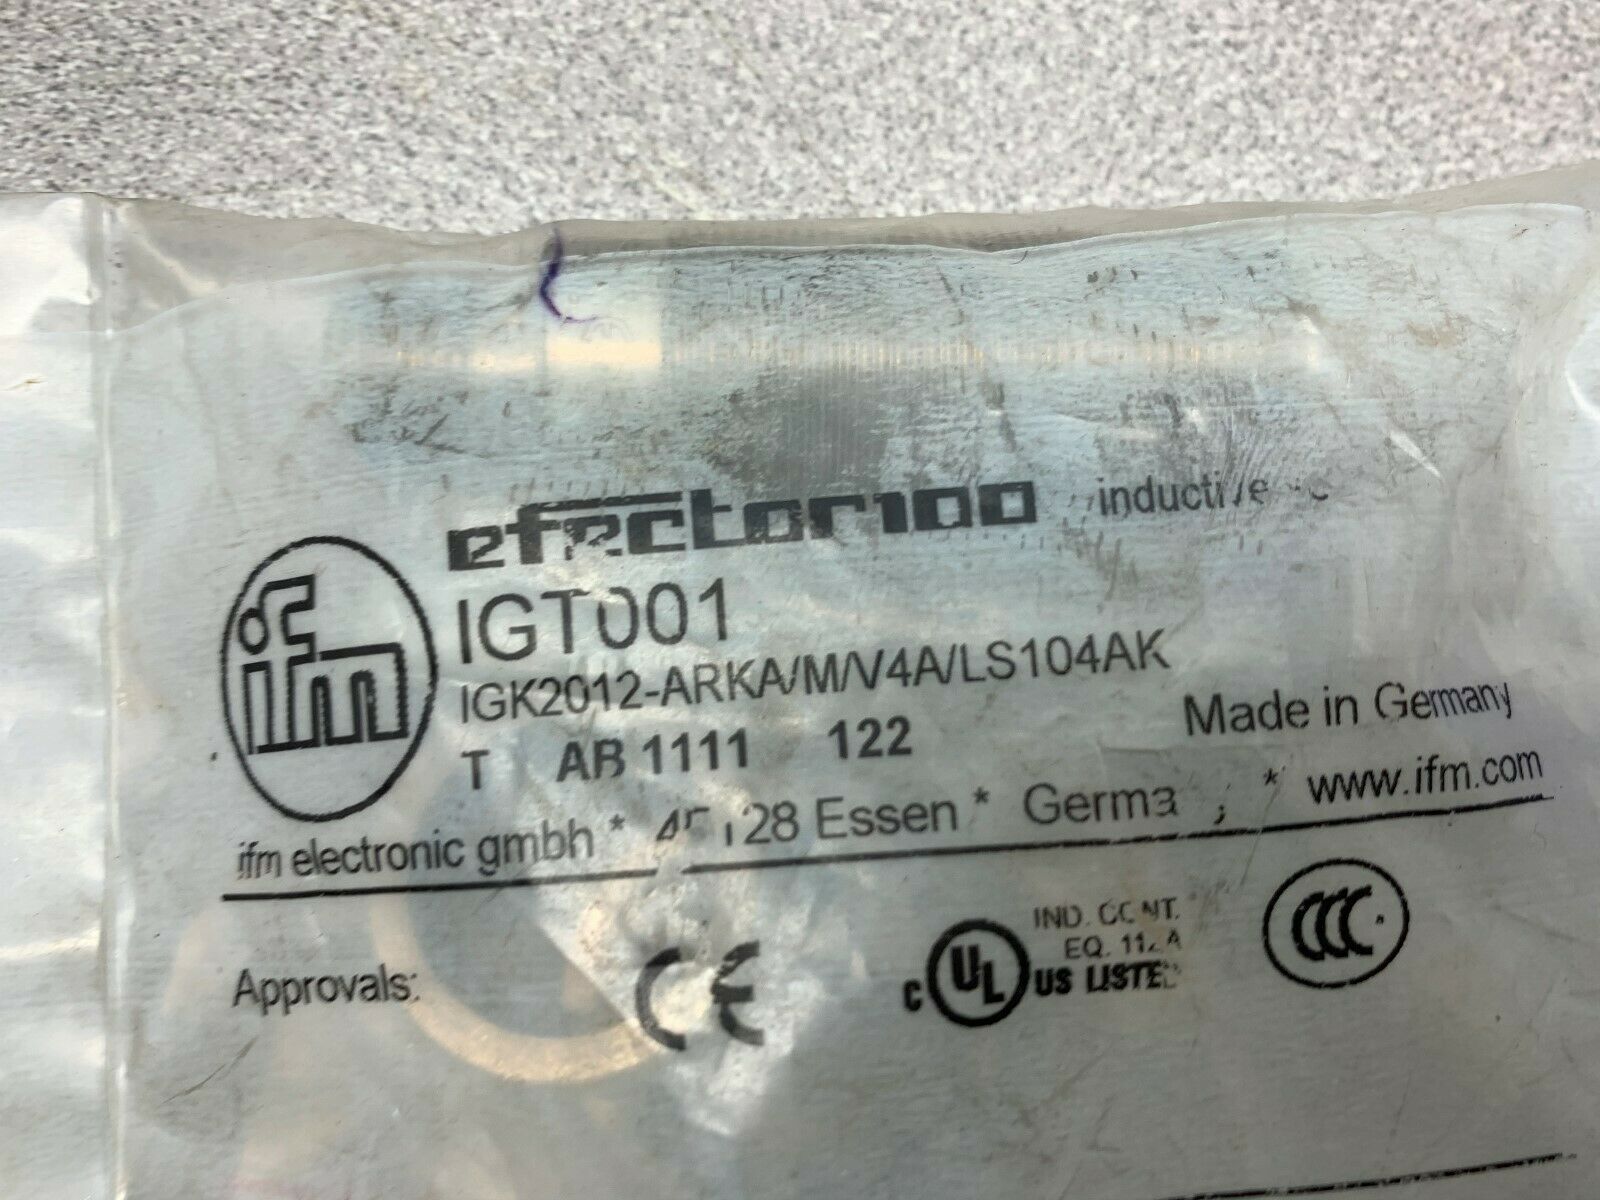 efector100 inductive
ifm
IGT001
IGK2012-ARKA/M/V4A/LS104AK
T AB 1111 122
Made in Germany
ifm electronic gmbh * Essen * * www.ifm.com
Approvals:
CE
c UL US LISTED
IND. CONT.
EQ.
CCC